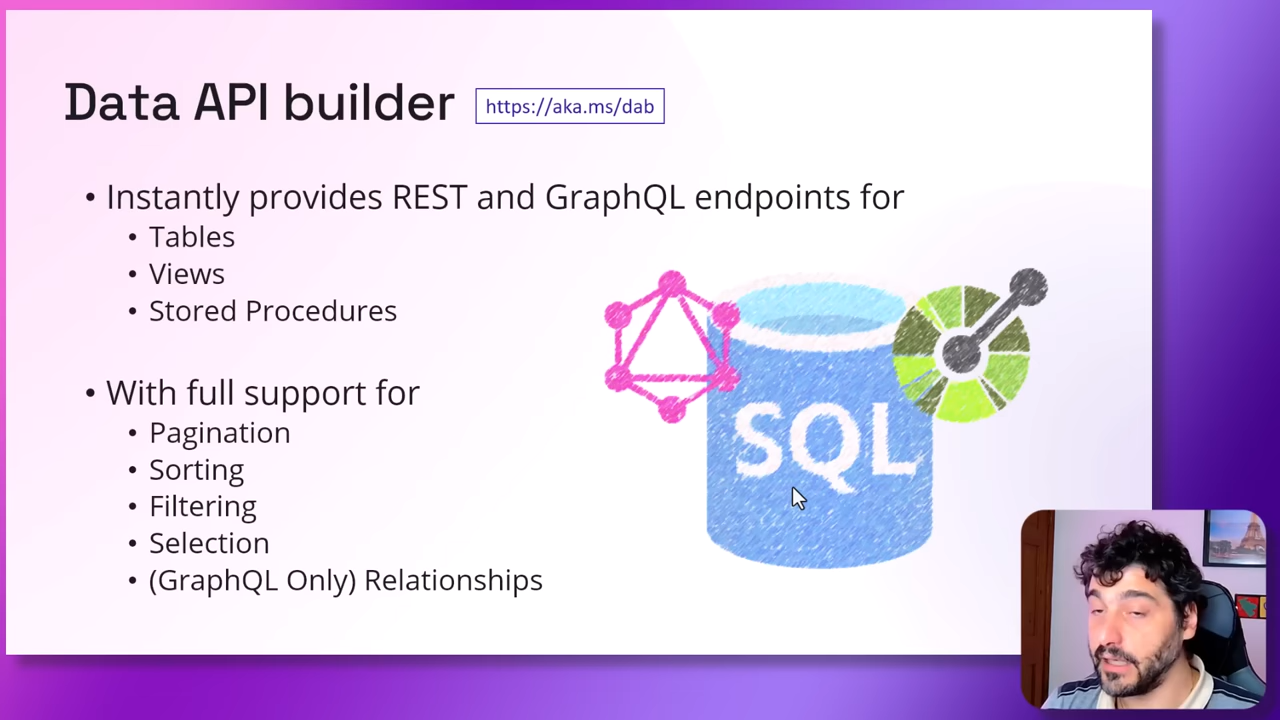 Data API builder
https://aka.ms/dab
• Instantly provides REST and GraphQL endpoints for
• Tables
• Views
• Stored Procedures
• With full support for
• Pagination
• Sorting
• Filtering
• Selection
• (GraphQL Only) Relationships
SQL